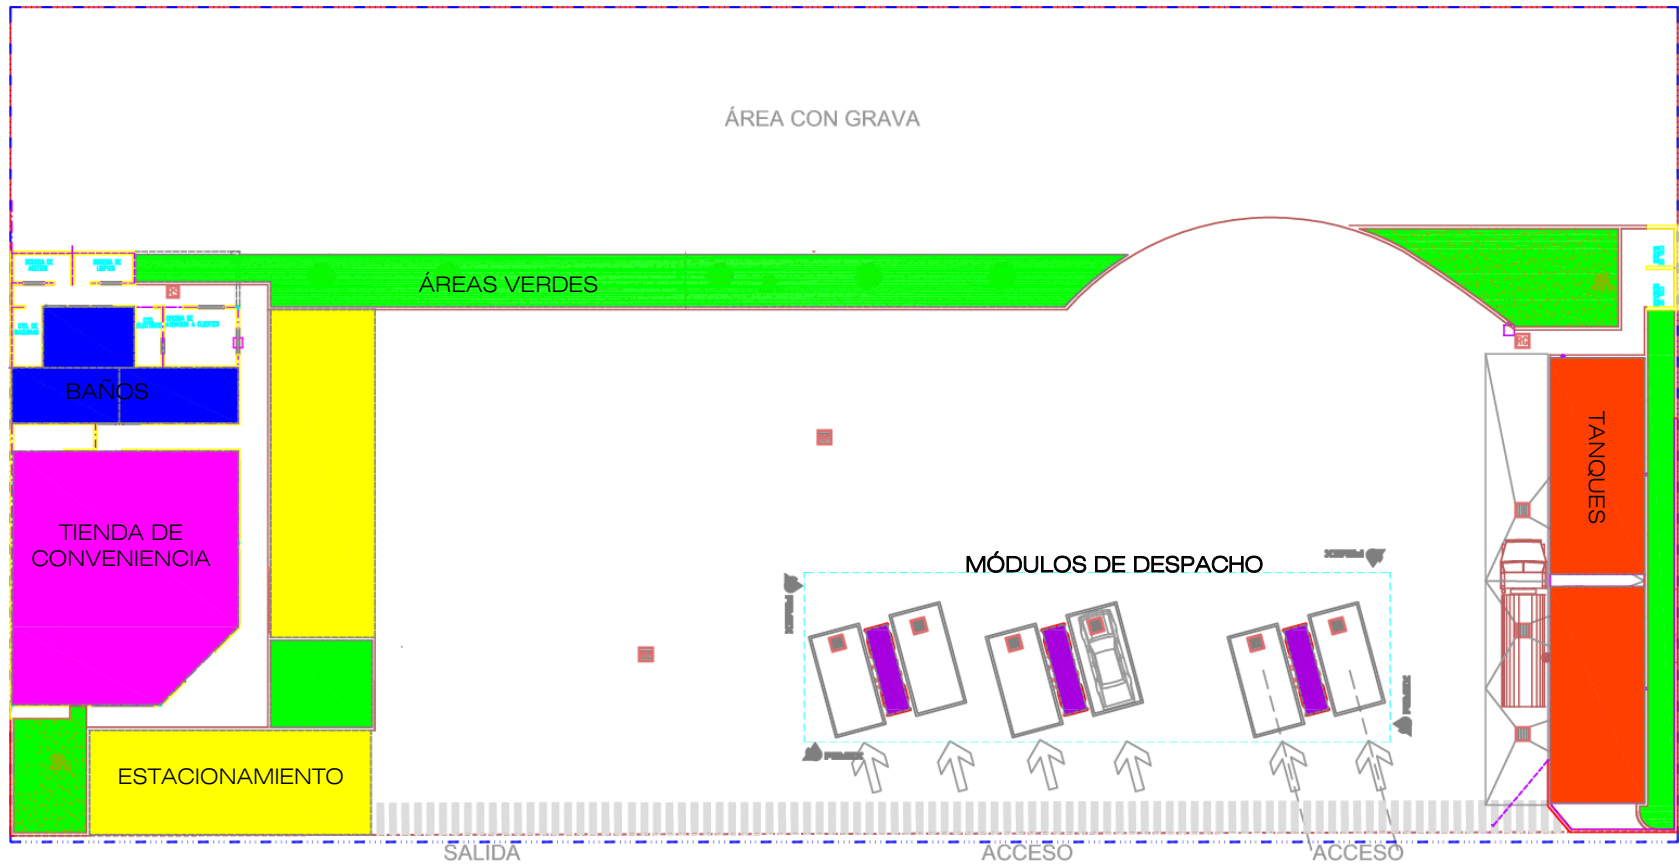 ÁREA CON GRAVA
ÁREAS VERDES
BAÑOS
TIENDA DE
CONVENIENCIA
ESTACIONAMIENTO
MÓDULOS DE DESPACHO
TANQUES
SALIDA
ACCESO
ACCESO